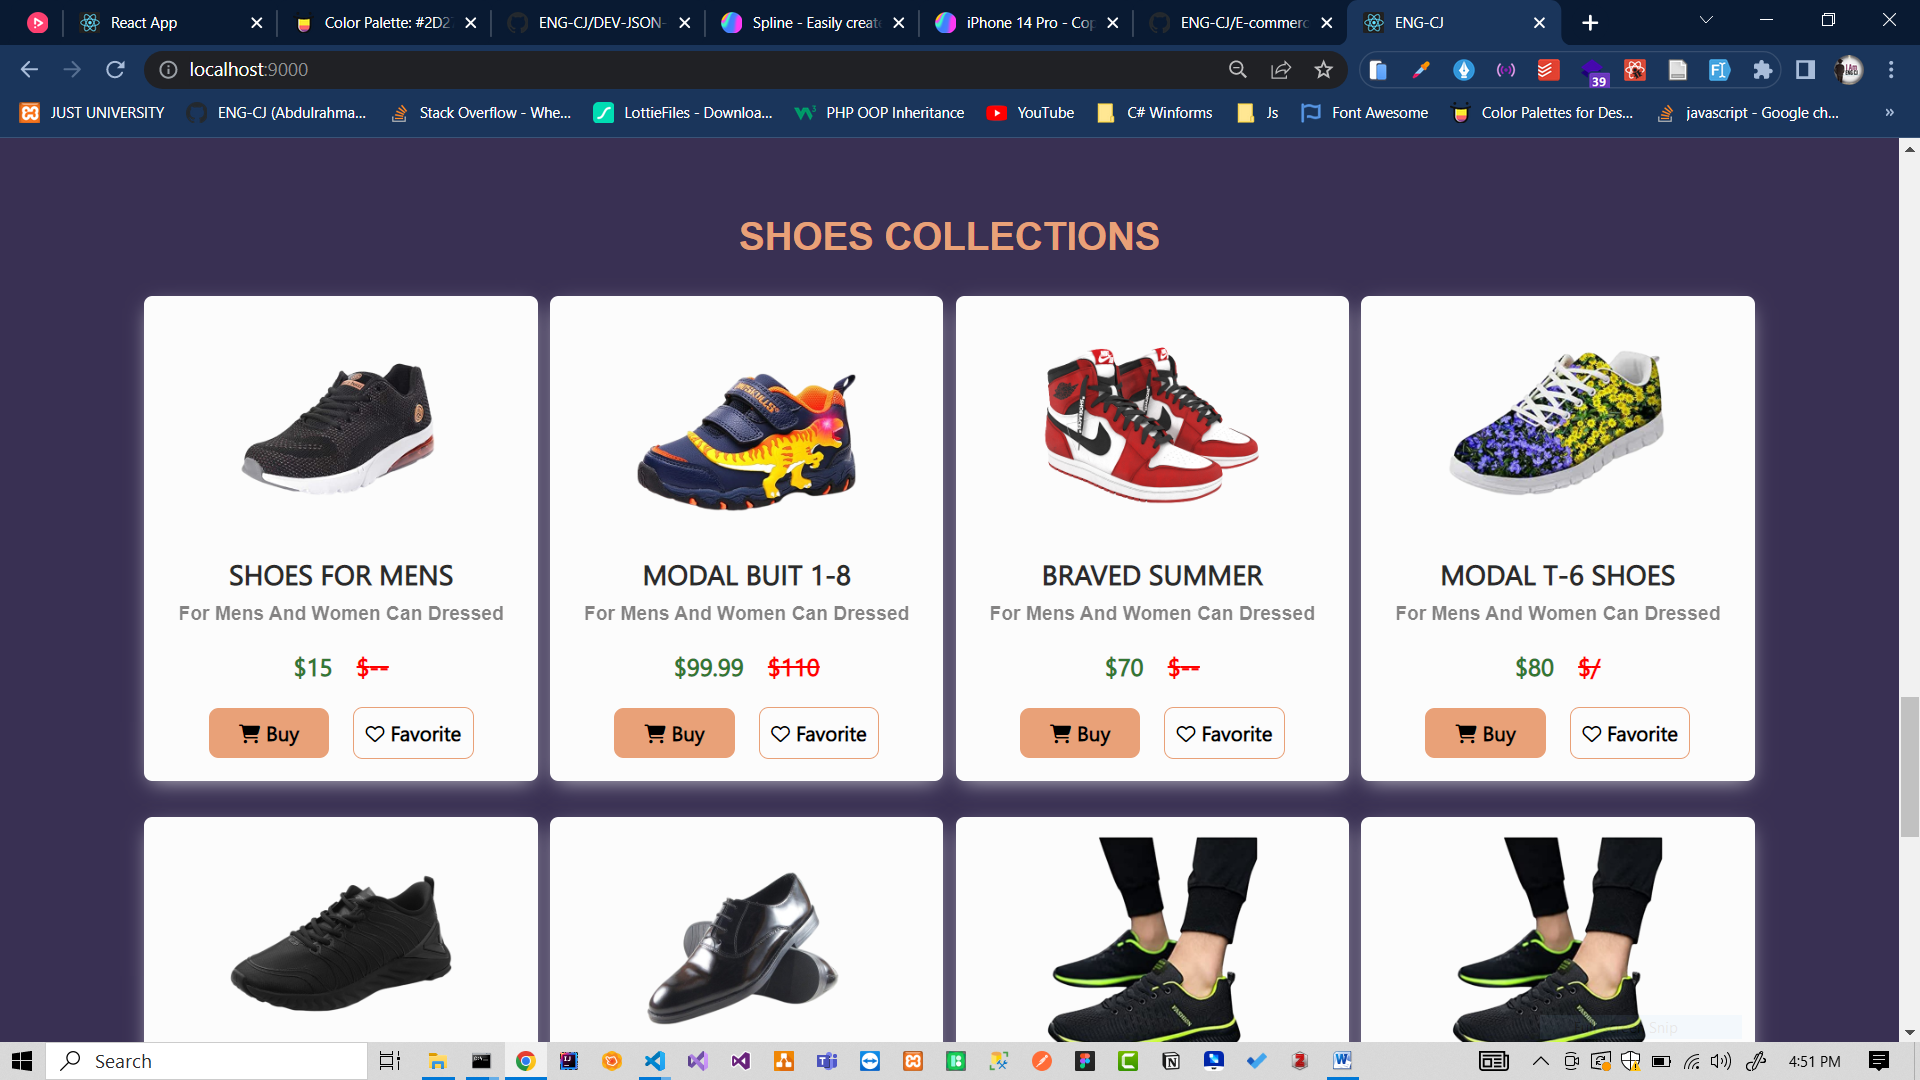 React App
Color Palette: #2D2
ENG-CJ/DEV-JSON-
Spline - Easily creat
iPhone 14 Pro - Cop
ENG-CJ/E-commerc
ENG-CJ
localhost:9000
39
JUST UNIVERSITY
ENG-CJ (Abdulrahma...
Stack Overflow - Whe...
LottieFiles - Downloa...
PHP OOP Inheritance
YouTube
C# Winforms
Js
Font Awesome
Color Palettes for Des...
javascript - Google ch...
»
SHOES COLLECTIONS
SHOES FOR MENS
For Mens And Women Can Dressed
$15 $--
Buy
Favorite
MODAL BUIT 1-8
For Mens And Women Can Dressed
$99.99 $110
Buy
Favorite
BRAVED SUMMER
For Mens And Women Can Dressed
$70 $--
Buy
Favorite
MODAL T-6 SHOES
For Mens And Women Can Dressed
$80 $/
Buy
Favorite
Snip
Search
4:51 PM